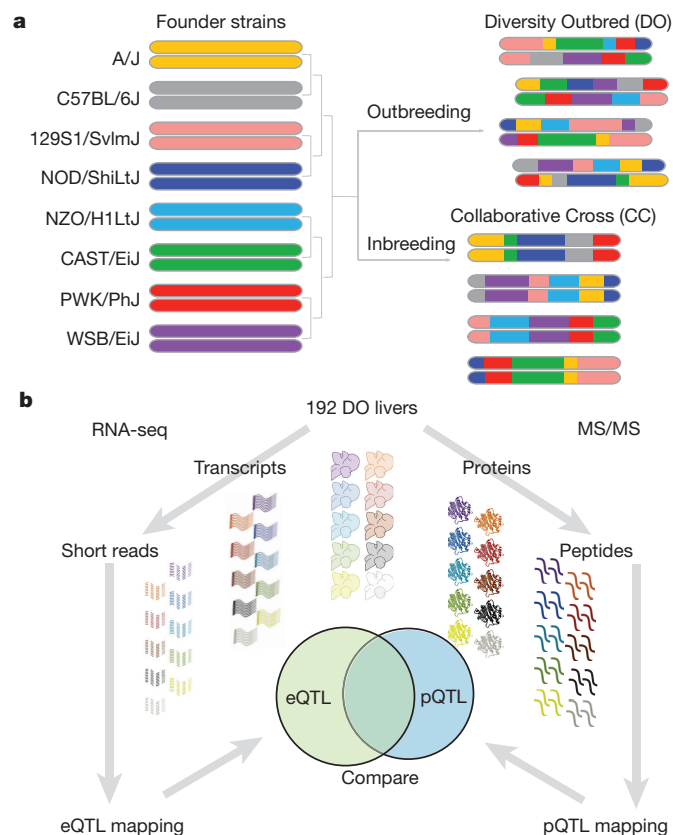 a
Founder strains
A/J
C57BL/6J
129S1/SvlmJ
NOD/ShiLtJ
NZO/H1LtJ
CAST/EiJ
PWK/PhJ
WSB/EiJ
Outbreeding
Inbreeding
Diversity Outbred (DO)
Collaborative Cross (CC)
b
192 DO livers
RNA-seq
MS/MS
Transcripts
Proteins
Short reads
Peptides
eQTL
pQTL
Compare
eQTL mapping
pQTL mapping